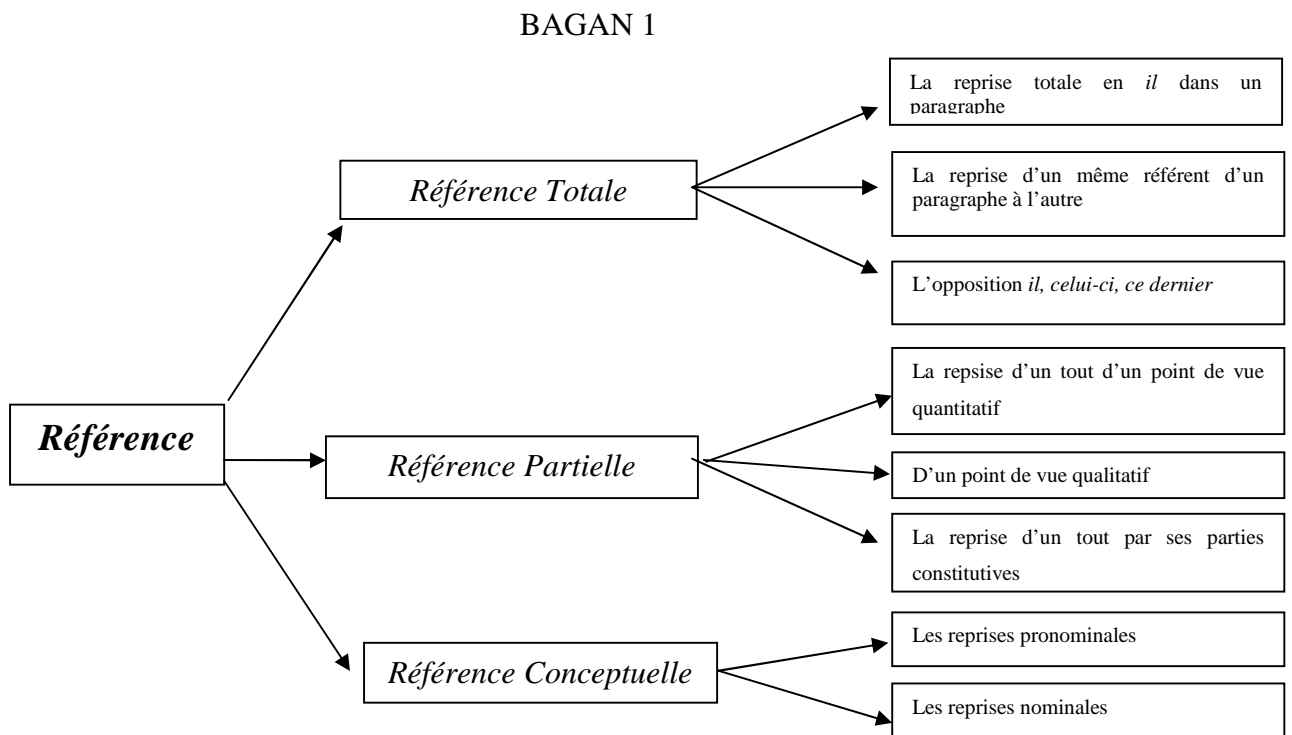 BAGAN 1
La reprise totale en il dans un
paragraphe
Référence Totale
La reprise d’un même référent d’un
paragraphe à l’autre
L’opposition il, celui-ci, ce dernier
Référence
La repsise d’un tout d’un point de vue
quantitatif
Référence Partielle
D’un point de vue qualitatif
La reprise d’un tout par ses parties
constitutives
Référence Conceptuelle
Les reprises pronominales
Les reprises nominales